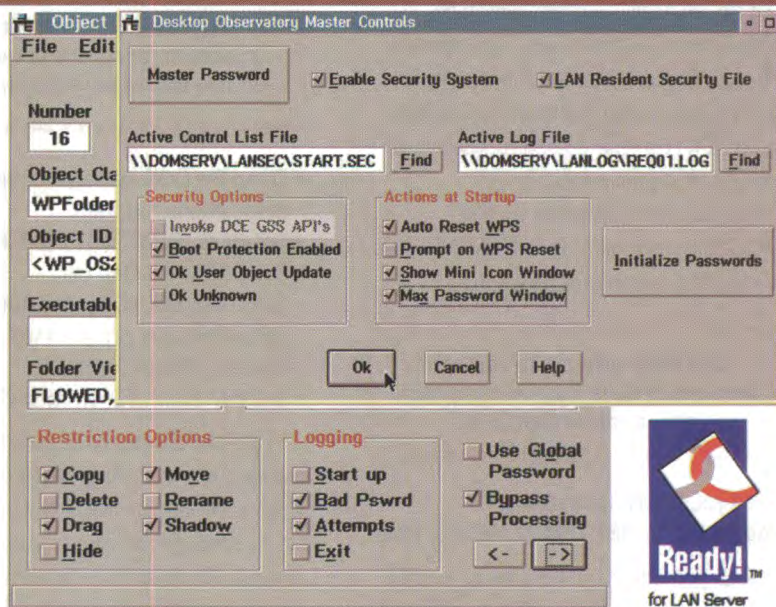 Object
Desktop Observatory Master Controls
File Edit
Master Password
Enable Security System
LAN Resident Security File
Number
16
Active Control List File
Active Log File
\\DOMSERV\LANSEC\START.SEC
Find
\\DOMSERV\LANLOG\REQ01.LOG
Find
Object Cla
WPFolder
Object ID
<WP_OS2
Executable
Folder Vie
FLOWED,
Security Options
Invoke DCE GSS API's
Boot Protection Enabled
Ok User Object Update
Ok Unknown
Actions at Startup
Auto Reset WPS
Prompt on WPS Reset
Show Mini Icon Window
Max Password Window
Initialize Passwords
Ok
Cancel
Help
Restriction Options
Copy
Move
Delete
Rename
Drag
Shadow
Hide
Logging
Start up
Bad Pswrd
Attempts
Exit
Use Global
Password
Bypass
Processing
<-
->
Ready! TM
for LAN Server